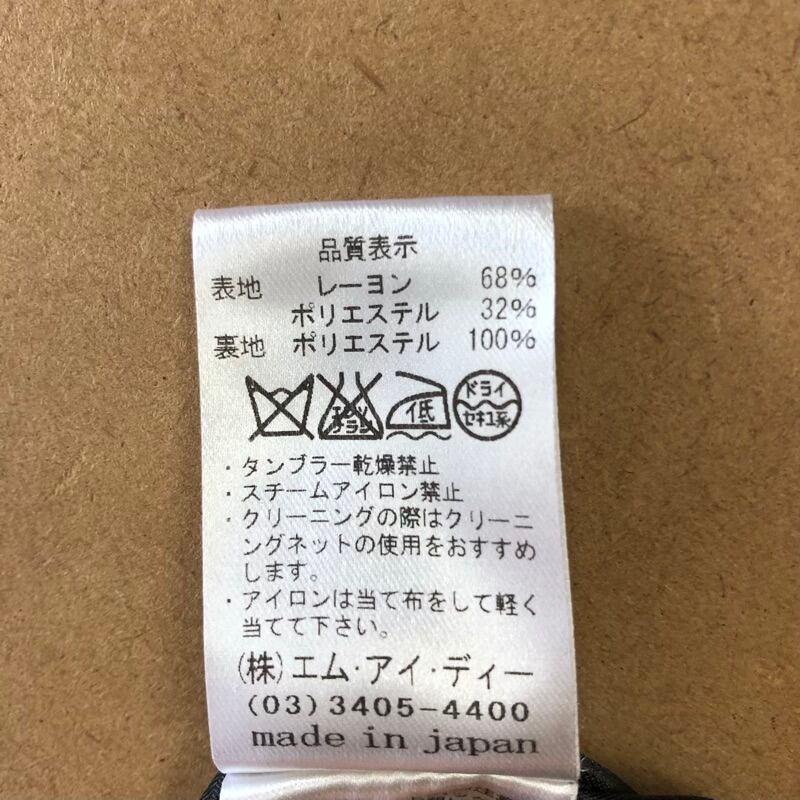 品質表示
表地 レーヨン 68%
ポリエステル 32%
裏地 ポリエステル 100%
エンソ サラシ 低 ドライ セキユ系
・タンブラー乾燥禁止
・スチームアイロン禁止
・クリーニングの際はクリーニ
ングネットの使用をおすすめ
します。
・アイロンは当て布をして軽く
当てて下さい。
(株)エム・アイ・ディー
(03)3405-4400
made in japan